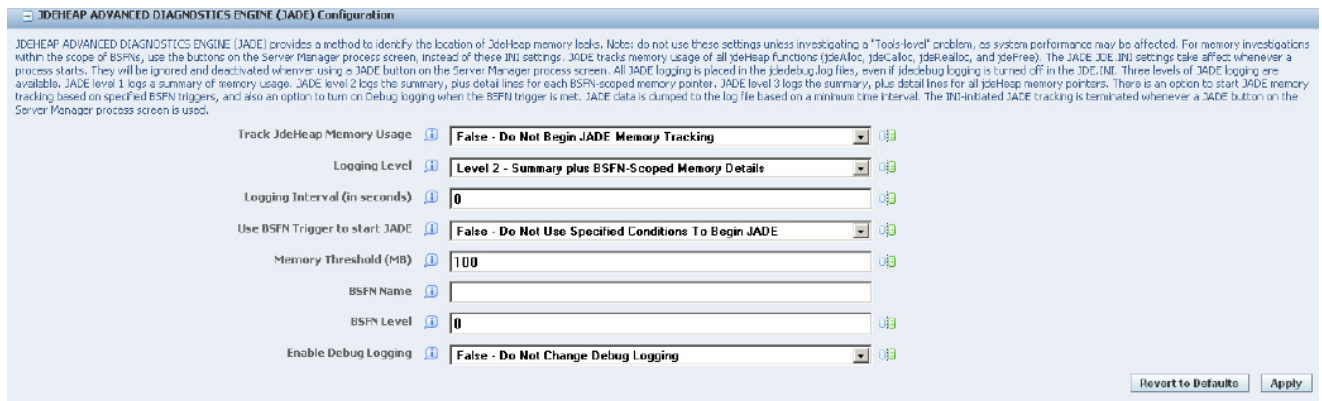 JDEHEAP ADVANCED DIAGNOSTICS ENGINE (JADE) Configuration
JDEHEAP ADVANCED DIAGNOSTICS ENGINE (JADE) provides a method to identify the location of JdeHeap memory leaks. Note: do not use these settings unless investigating a "Tools-level" problem, as system performance may be affected. For memory investigations
within the scope of BSFNs, use the buttons on the Server Manager process screen, instead of these INI settings. JADE tracks memory usage of all jdeHeap functions (jdeAlloc, jdeCalloc, jdeRealloc, and jdeFree). The JADE JDE.INI settings take affect whenever a
process starts. They will be ignored and deactivated whenver using a JADE button on the Server Manager process screen. All JADE logging is placed in the jdedebug log files, even if jdedebug logging is turned off in the JDE.INI. Three levels of JADE logging are
available. JADE level 1 logs a summary of memory usage. JADE level 2 logs the summary, plus detail lines for each BSFN-scoped memory pointer. JADE level 3 logs the summary, plus detail lines for all jdeHeap memory pointers. There is an option to start JADE memory
tracking based on specified BSFN triggers, and also an option to turn on Debug logging when the BSFN trigger is met. JADE data is dumped to the log file based on a minimum time interval. The INI-initiated JADE tracking is terminated whenever a JADE button on the
Server Manager process screen is used.
Track JdeHeap Memory Usage False - Do Not Begin JADE Memory Tracking
Logging Level Level 2 - Summary plus BSFN-Scoped Memory Details
Logging Interval (in seconds) 0
Use BSFN Trigger to start JADE False - Do Not Use Specified Conditions To Begin JADE
Memory Threshold (MB) 100
BSFN Name
BSFN Level 0
Enable Debug Logging False - Do Not Change Debug Logging
Revert to Defaults Apply